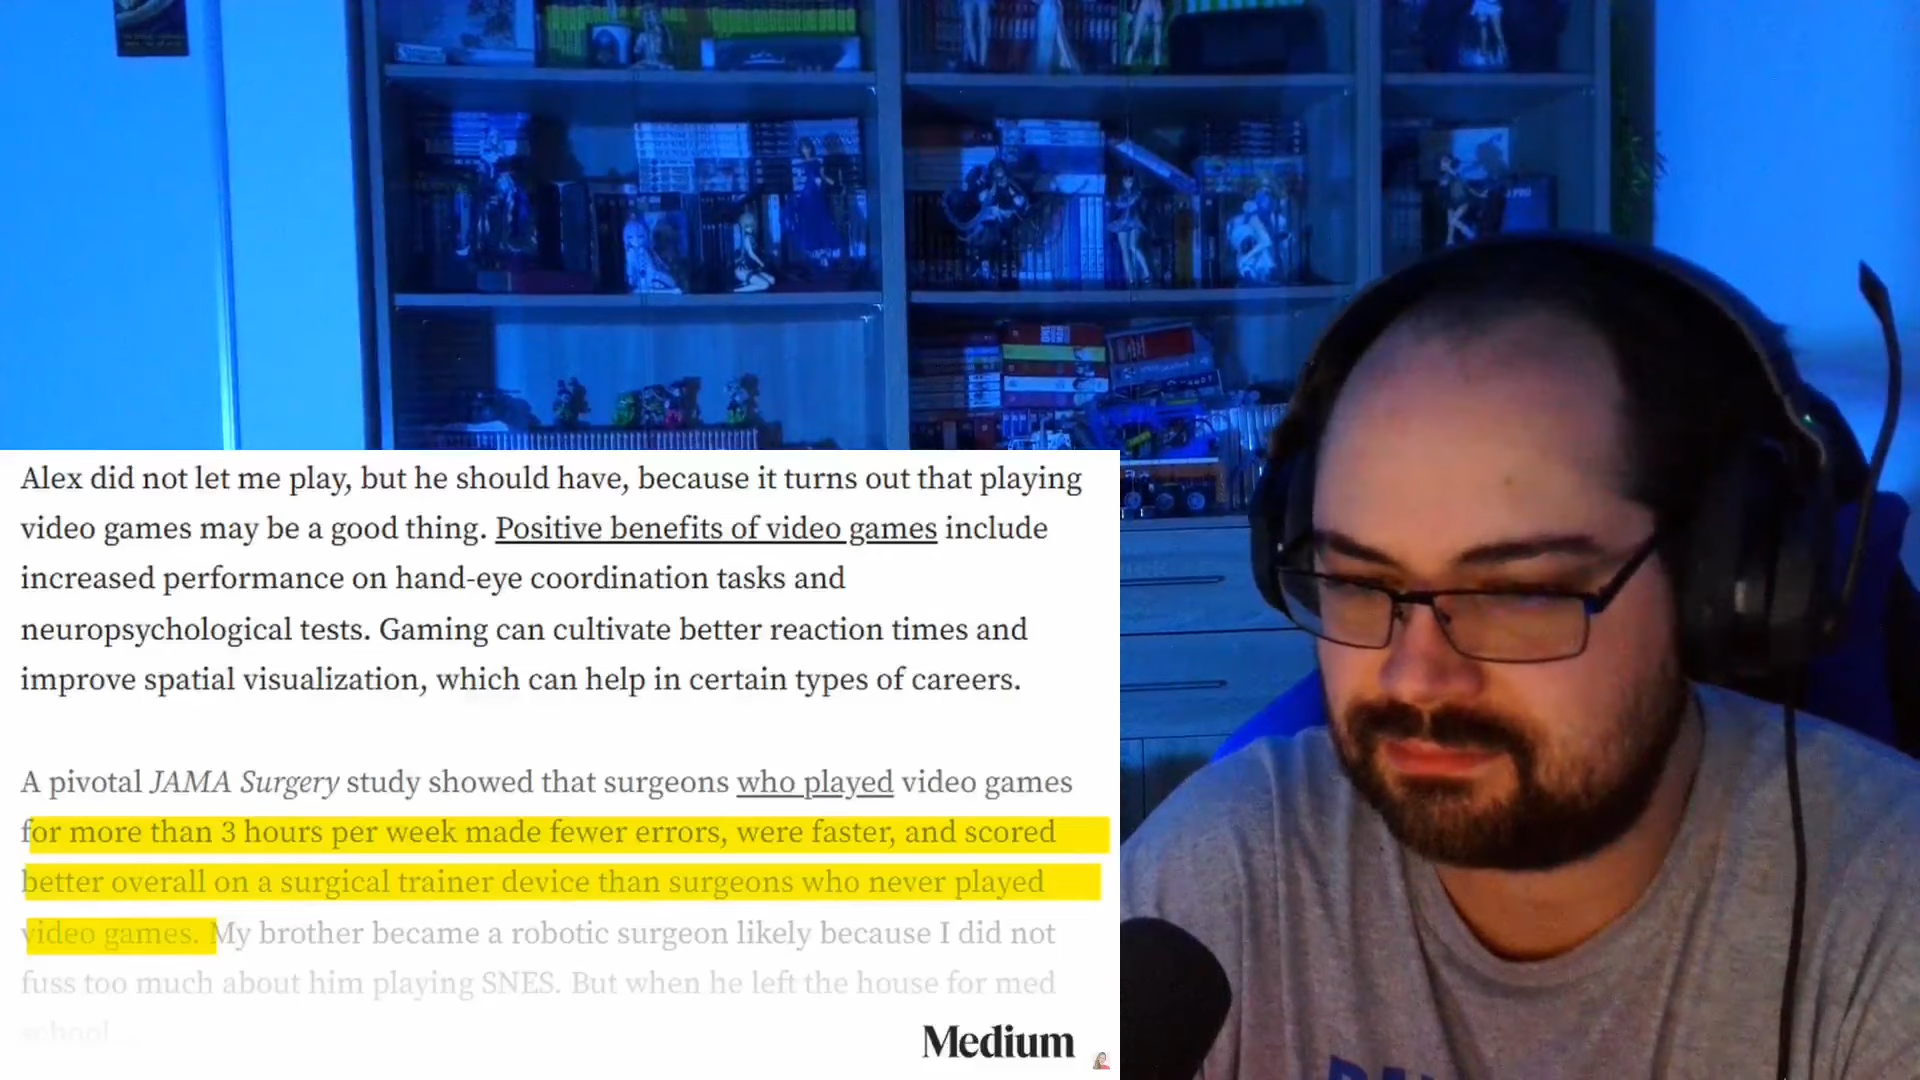 Alex did not let me play, but he should have, because it turns out that playing
video games may be a good thing. Positive benefits of video games include
increased performance on hand-eye coordination tasks and
neuropsychological tests. Gaming can cultivate better reaction times and
improve spatial visualization, which can help in certain types of careers.
A pivotal JAMA Surgery study showed that surgeons who played video games
for more than 3 hours per week made fewer errors, were faster, and scored
better overall on a surgical trainer device than surgeons who never played
video games. My brother became a robotic surgeon likely because I did not
fuss too much about him playing SNES. But when he left the house for med
school...
Medium